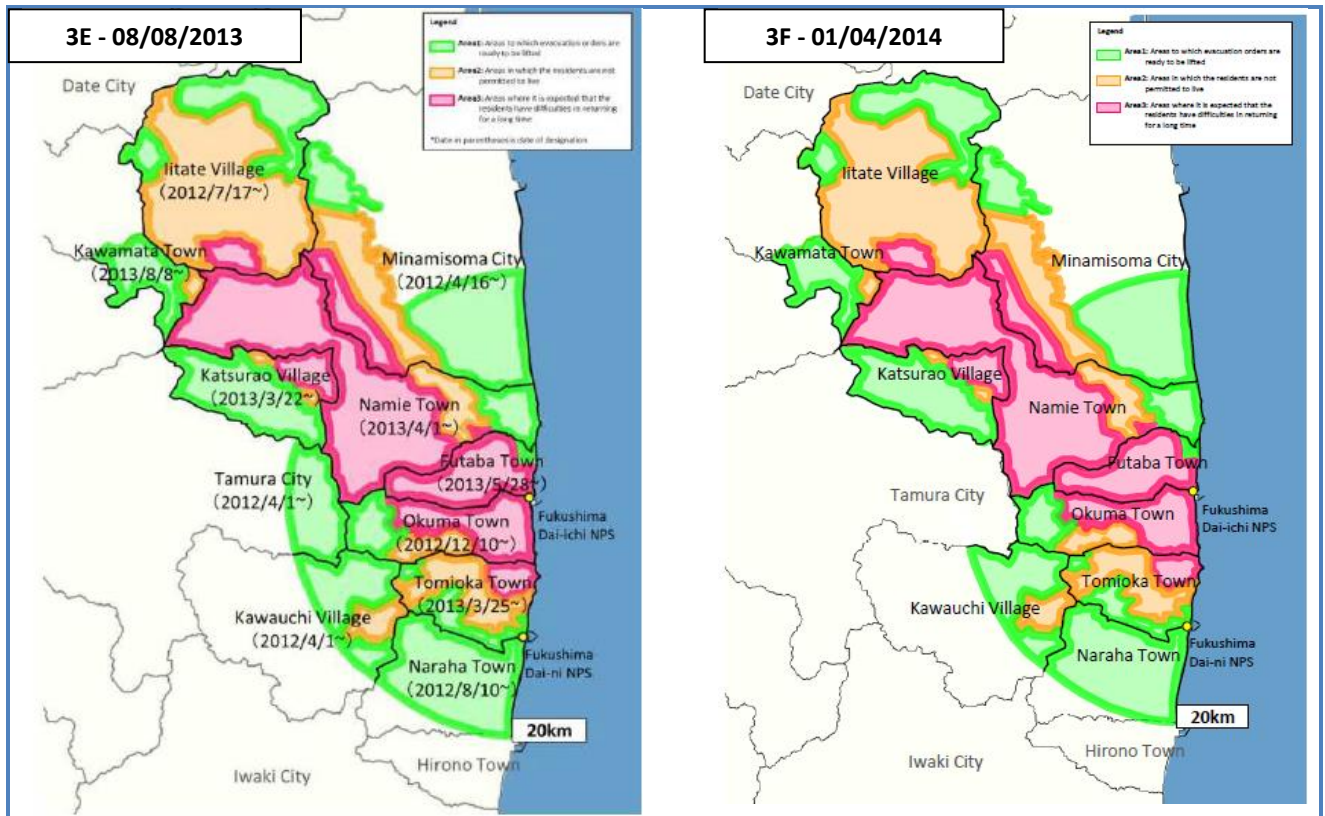 3E - 08/08/2013
Legend
Area1: Areas to which evacuation orders are
ready to be lifted
Area2: Areas in which the residents are not
permitted to live
Area3: Areas where it is expected that the
residents have difficulties in returning
for a long time
*Date in parentheses is date of designation
Date City
Iitate Village
(2012/7/17~)
Kawamata Town
(2013/8/8~)
Minamisoma City
(2012/4/16~)
Katsurao Village
(2013/3/22~)
Namie Town
(2013/4/1~)
Futaba Town
(2013/5/28~)
Tamura City
(2012/4/1~)
Okuma Town
(2012/12/10~)
Fukushima
Dai-ichi NPS
Tomioka Town
(2013/3/25~)
Kawauchi Village
(2012/4/1~)
Fukushima
Dai-ni NPS
Naraha Town
(2012/8/10~)
20km
Hirono Town
Iwaki City
3F - 01/04/2014
Legend
Area1: Areas to which evacuation orders are
ready to be lifted
Area2: Areas in which the residents are not
permitted to live
Area3: Areas where it is expected that the
residents have difficulties in returning
for a long time
Date City
Iitate Village
Kawamata Town
Minamisoma City
Katsurao Village
Namie Town
Futaba Town
Tamura City
Okuma Town
Fukushima
Dai-ichi NPS
Tomioka Town
Kawauchi Village
Fukushima
Dai-ni NPS
Naraha Town
20km
Hirono Town
Iwaki City